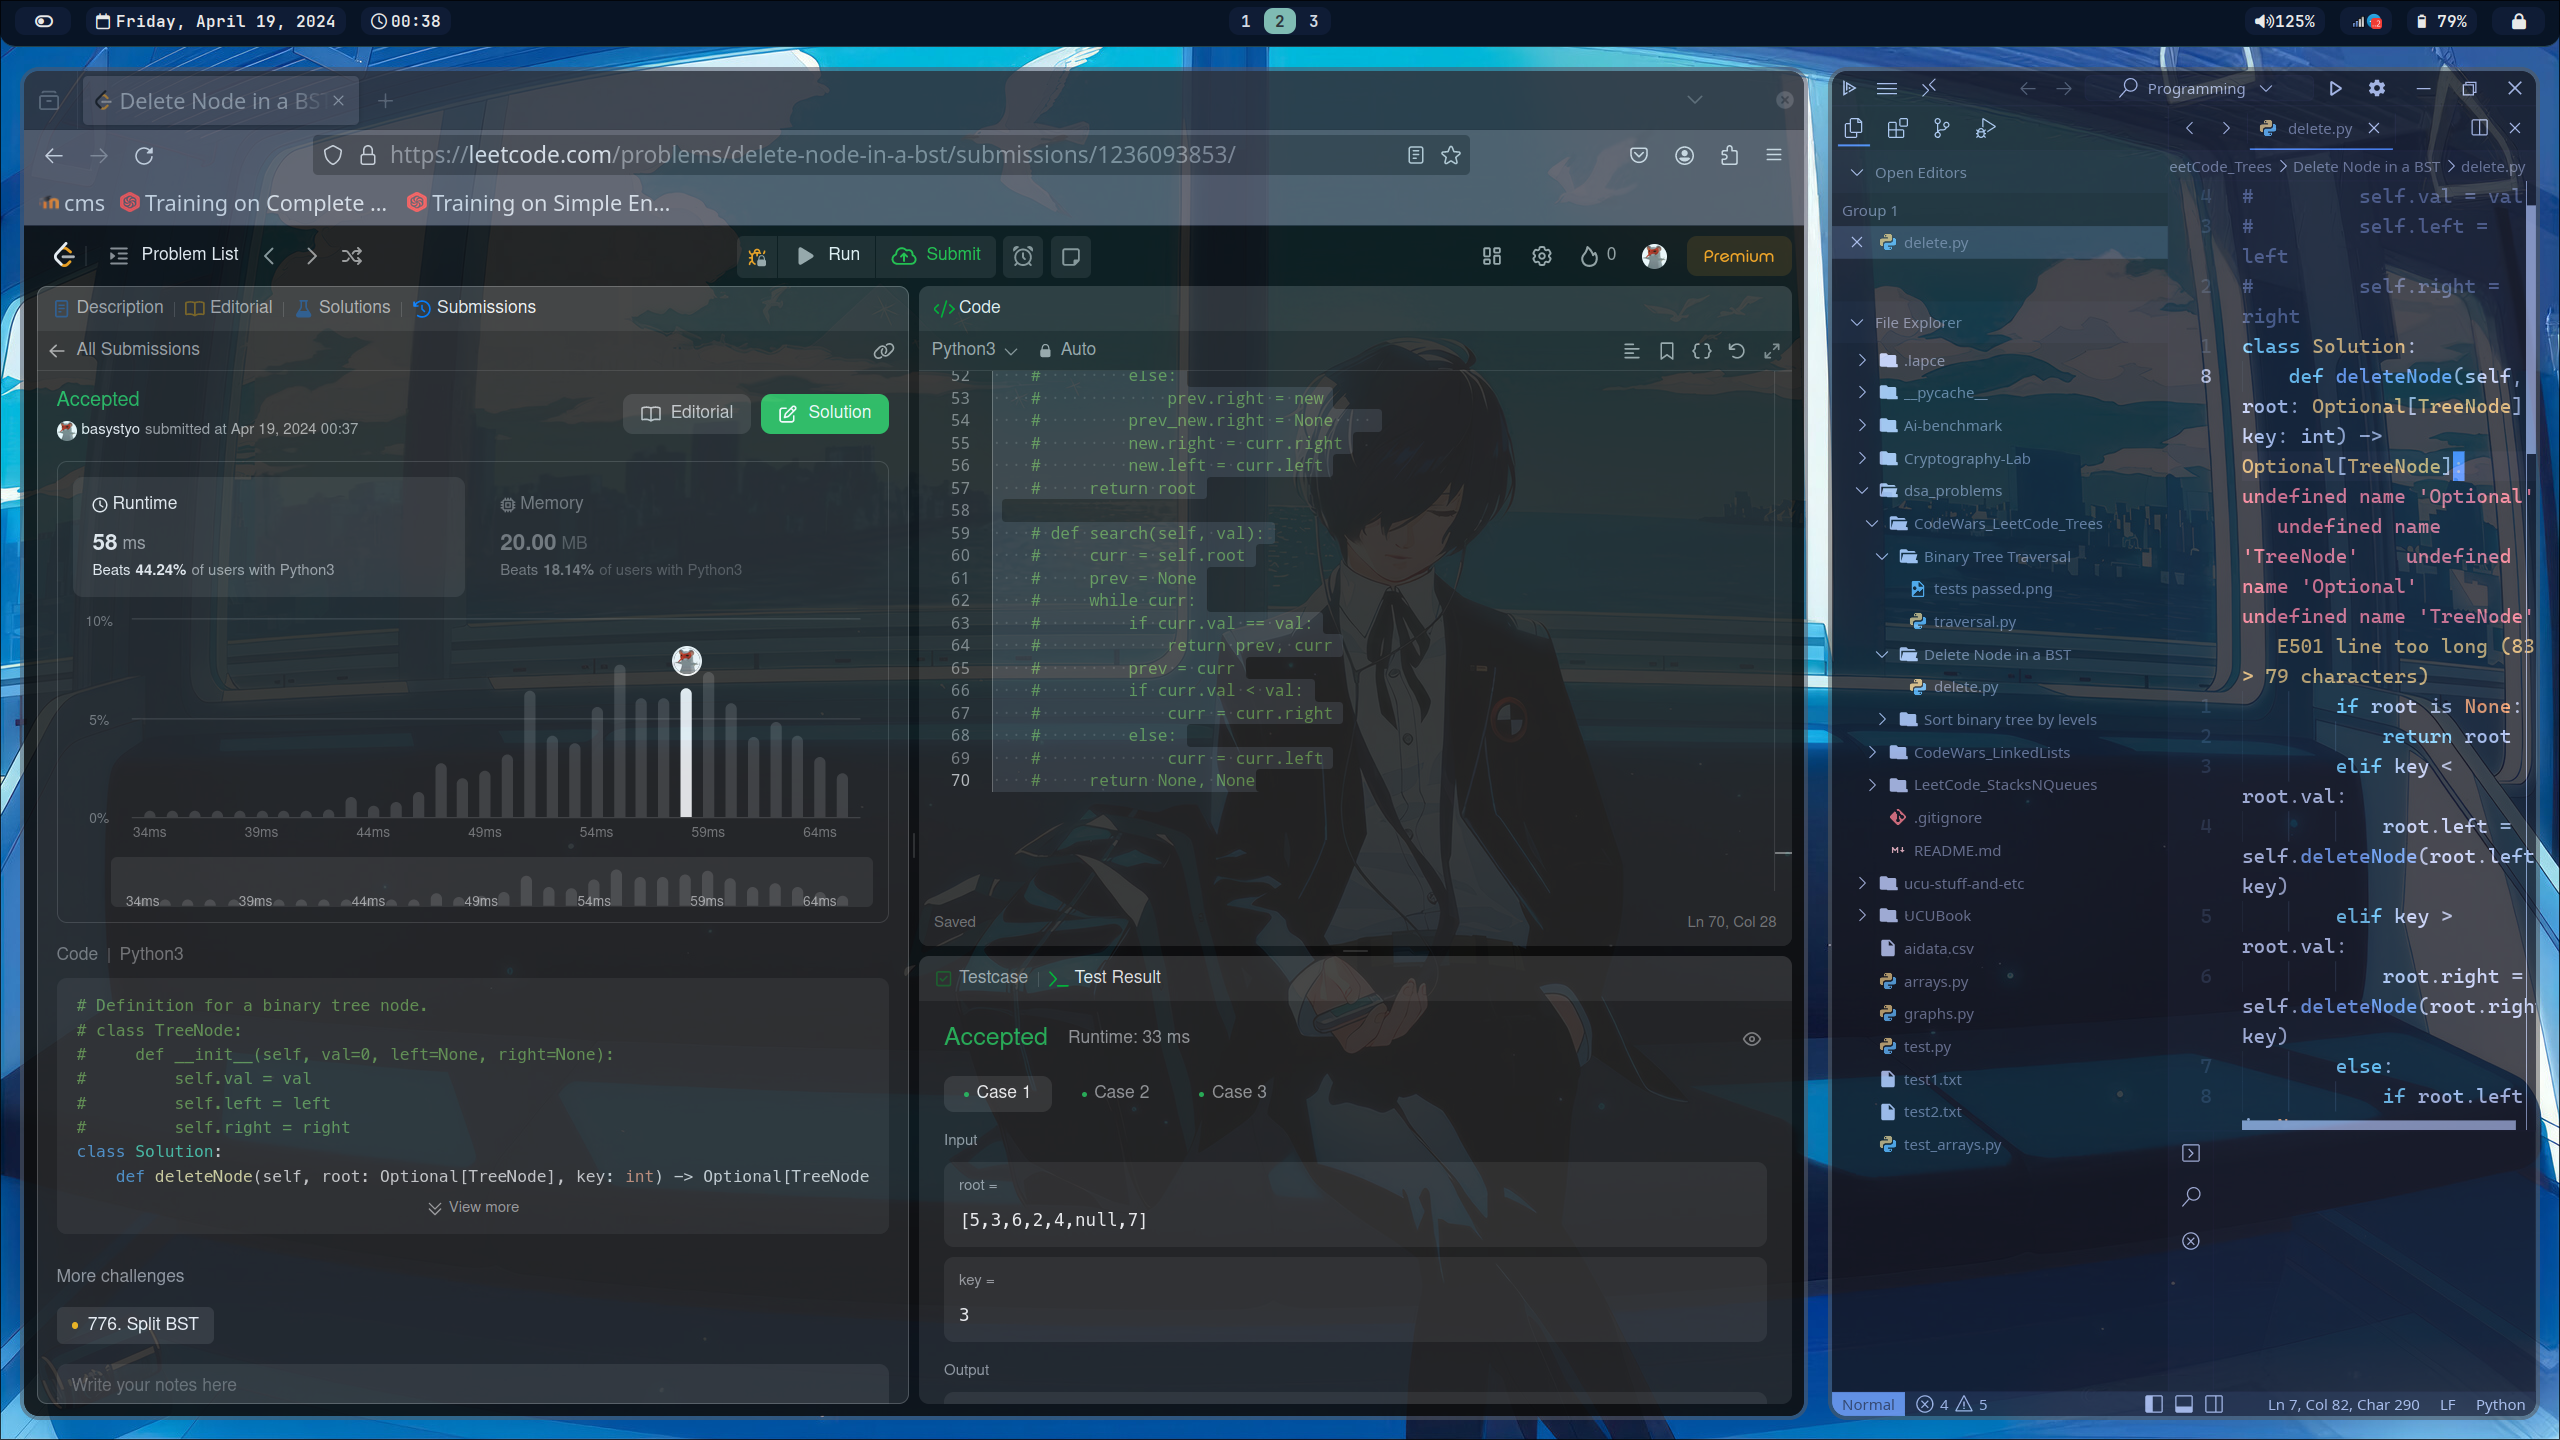 Friday, April 19, 2024
00:38
1 2 3
125%
79%
Delete Node in a BST
https://leetcode.com/problems/delete-node-in-a-bst/submissions/1236093853/
cms
Training on Complete ...
Training on Simple En...
Problem List
Run
Submit
0
Premium
Description
Editorial
Solutions
Submissions
All Submissions
Accepted
basystyo submitted at Apr 19, 2024 00:37
Editorial
Solution
Runtime
58 ms
Beats 44.24% of users with Python3
Memory
20.00 MB
Beats 18.14% of users with Python3
10%
5%
0%
34ms 39ms 44ms 49ms 54ms 59ms 64ms
34ms 39ms 44ms 49ms 54ms 59ms 64ms
Code | Python3
# Definition for a binary tree node.
# class TreeNode:
#     def __init__(self, val=0, left=None, right=None):
#         self.val = val
#         self.left = left
#         self.right = right
class Solution:
    def deleteNode(self, root: Optional[TreeNode], key: int) -> Optional[TreeNode
View more
More challenges
776. Split BST
Write your notes here
Code
Python3
Auto
52     #         else:
53     #             prev.right = new
54     #         prev_new.right = None
55     #         new.right = curr.right
56     #         new.left = curr.left
57     #     return root
58
59     # def search(self, val):
60     #     curr = self.root
61     #     prev = None
62     #     while curr:
63     #         if curr.val == val:
64     #             return prev, curr
65     #         prev = curr
66     #         if curr.val < val:
67     #             curr = curr.right
68     #         else:
69     #             curr = curr.left
70     #     return None, None
Saved
Ln 70, Col 28
Testcase
Test Result
Accepted
Runtime: 33 ms
Case 1
Case 2
Case 3
Input
root =
[5,3,6,2,4,null,7]
key =
3
Output
Programming
delete.py
eetCode_Trees > Delete Node in a BST > delete.py
Open Editors
Group 1
delete.py
File Explorer
.lapce
__pycache__
Ai-benchmark
Cryptography-Lab
dsa_problems
CodeWars_LeetCode_Trees
Binary Tree Traversal
tests passed.png
traversal.py
Delete Node in a BST
delete.py
Sort binary tree by levels
CodeWars_LinkedLists
LeetCode_StacksNQueues
.gitignore
README.md
ucu-stuff-and-etc
UCUBook
aidata.csv
arrays.py
graphs.py
test.py
test1.txt
test2.txt
test_arrays.py
4 #         self.val = val
3 #         self.left =
left
2 #         self.right =
right
1 class Solution:
8     def deleteNode(self,
root: Optional[TreeNode]
key: int) ->
Optional[TreeNode]:
undefined name 'Optional'
undefined name
'TreeNode' undefined
name 'Optional'
undefined name 'TreeNode'
E501 line too long (83
> 79 characters)
1         if root is None:
2             return root
3         elif key <
root.val:
4             root.left =
self.deleteNode(root.left
key)
5         elif key >
root.val:
6             root.right =
self.deleteNode(root.righ
key)
7         else:
8             if root.left
Normal
4
5
Ln 7, Col 82, Char 290
LF
Python